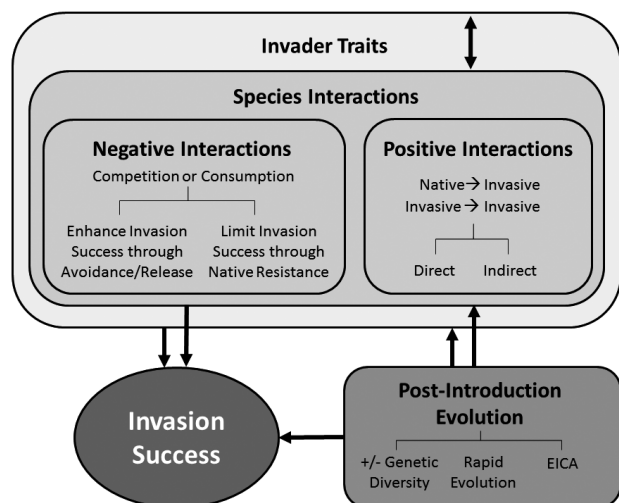 Invader Traits
Species Interactions
Negative Interactions
Competition or Consumption
Enhance Invasion
Success through
Avoidance/Release
Limit Invasion
Success through
Native Resistance
Positive Interactions
Native → Invasive
Invasive → Invasive
Direct
Indirect
Invasion
Success
Post-Introduction
Evolution
+/- Genetic
Diversity
Rapid
Evolution
EICA